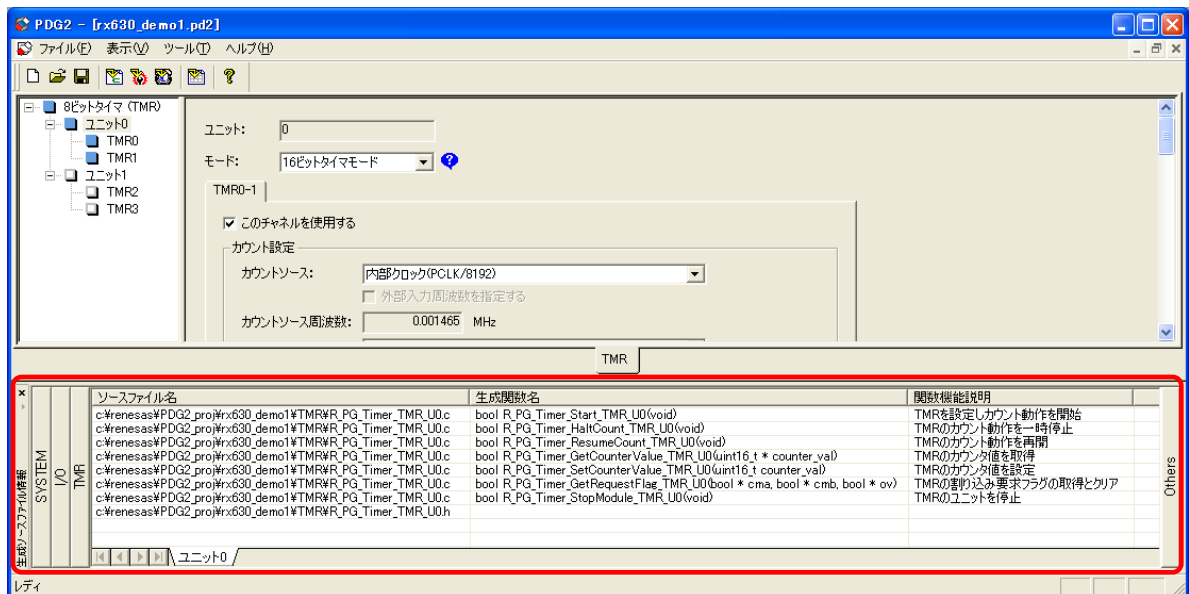 PDG2 - [rx630_demo1.pd2]
ファイル(F) 表示(V) ツール(T) ヘルプ(H)
8ビットタイマ (TMR)
ユニット0
TMR0
TMR1
ユニット1
TMR2
TMR3
ユニット: 0
モード: 16ビットタイマモード
TMR0-1
このチャネルを使用する
カウント設定
カウントソース: 内部クロック(PCLK/8192)
外部入力周波数を指定する
カウントソース周波数: 0.001465 MHz
TMR
生成ソースファイル情報
SYSTEM
I/O
TMR
ソースファイル名 生成関数名 関数機能説明
c:¥renesas¥PDG2_proj¥rx630_demo1¥TMR¥R_PG_Timer_TMR_U0.c bool R_PG_Timer_Start_TMR_U0(void) TMRを設定しカウント動作を開始
c:¥renesas¥PDG2_proj¥rx630_demo1¥TMR¥R_PG_Timer_TMR_U0.c bool R_PG_Timer_HaltCount_TMR_U0(void) TMRのカウント動作を一時停止
c:¥renesas¥PDG2_proj¥rx630_demo1¥TMR¥R_PG_Timer_TMR_U0.c bool R_PG_Timer_ResumeCount_TMR_U0(void) TMRのカウント動作を再開
c:¥renesas¥PDG2_proj¥rx630_demo1¥TMR¥R_PG_Timer_TMR_U0.c bool R_PG_Timer_GetCounterValue_TMR_U0(uint16_t * counter_val) TMRのカウンタ値を取得
c:¥renesas¥PDG2_proj¥rx630_demo1¥TMR¥R_PG_Timer_TMR_U0.c bool R_PG_Timer_SetCounterValue_TMR_U0(uint16_t counter_val) TMRのカウンタ値を設定
c:¥renesas¥PDG2_proj¥rx630_demo1¥TMR¥R_PG_Timer_TMR_U0.c bool R_PG_Timer_GetRequestFlag_TMR_U0(bool * cma, bool * cmb, bool * ov) TMRの割り込み要求フラグの取得とクリア
c:¥renesas¥PDG2_proj¥rx630_demo1¥TMR¥R_PG_Timer_TMR_U0.c bool R_PG_Timer_StopModule_TMR_U0(void) TMRのユニットを停止
c:¥renesas¥PDG2_proj¥rx630_demo1¥TMR¥R_PG_Timer_TMR_U0.h
Others
ユニット0
レディ